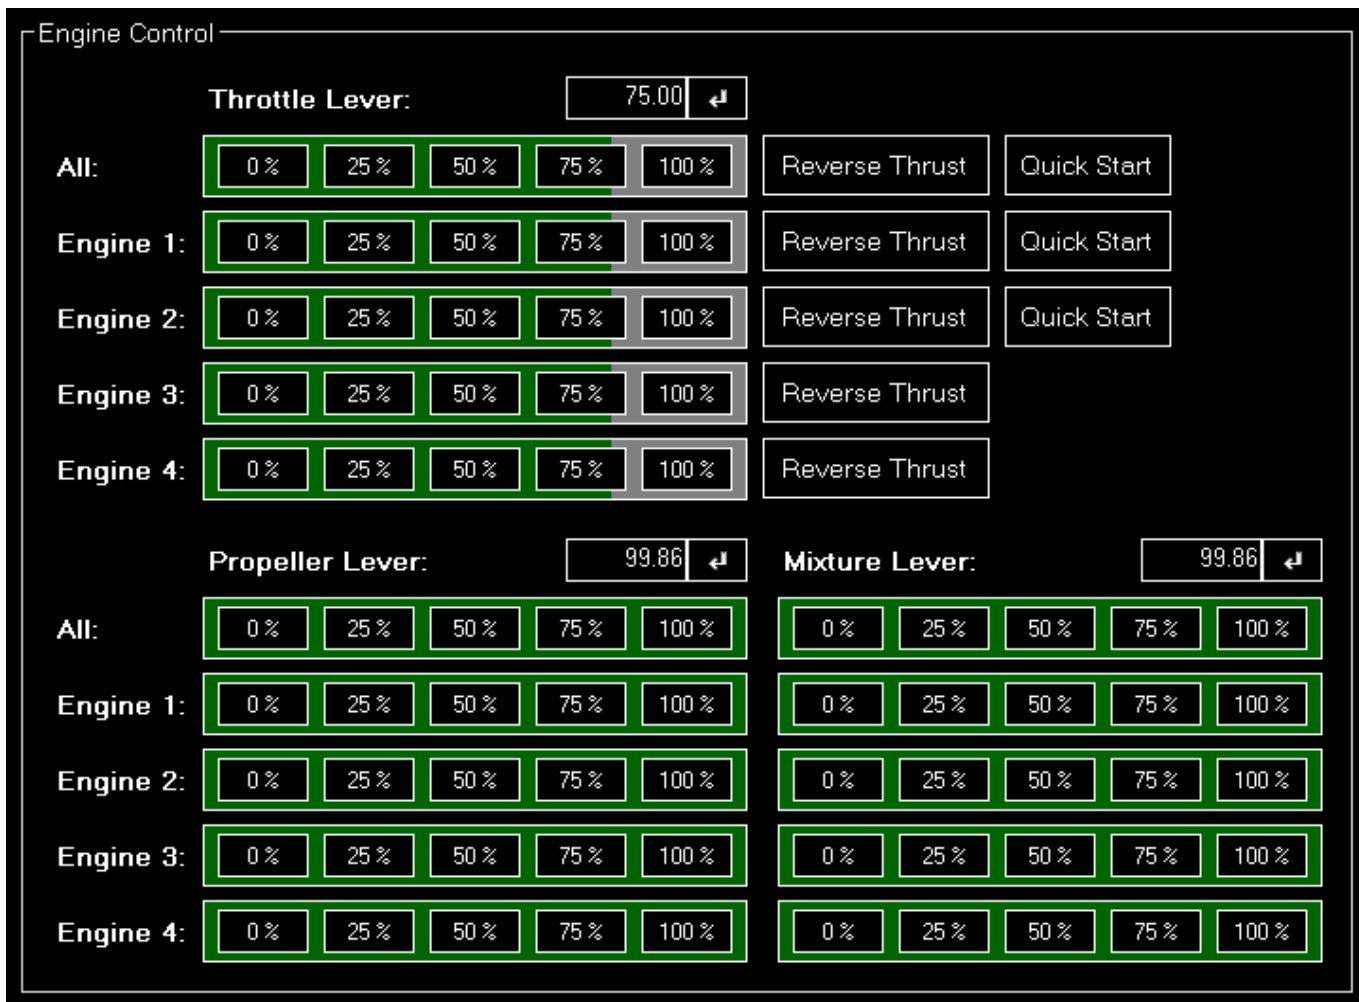 Engine Control
Throttle Lever: 75.00
All: 0% 25% 50% 75% 100% Reverse Thrust Quick Start
Engine 1: 0% 25% 50% 75% 100% Reverse Thrust Quick Start
Engine 2: 0% 25% 50% 75% 100% Reverse Thrust Quick Start
Engine 3: 0% 25% 50% 75% 100% Reverse Thrust
Engine 4: 0% 25% 50% 75% 100% Reverse Thrust
Propeller Lever: 99.86 Mixture Lever: 99.86
All: 0% 25% 50% 75% 100% 0% 25% 50% 75% 100%
Engine 1: 0% 25% 50% 75% 100% 0% 25% 50% 75% 100%
Engine 2: 0% 25% 50% 75% 100% 0% 25% 50% 75% 100%
Engine 3: 0% 25% 50% 75% 100% 0% 25% 50% 75% 100%
Engine 4: 0% 25% 50% 75% 100% 0% 25% 50% 75% 100%